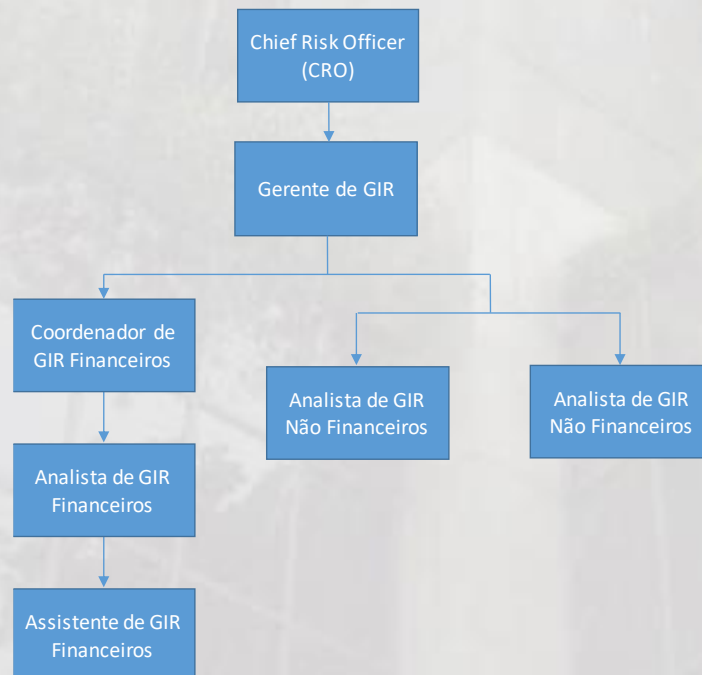 Chief Risk Officer
(CRO)
Gerente de GIR
Coordenador de
GIR Financeiros
Analista de GIR
Não Financeiros
Analista de GIR
Não Financeiros
Analista de GIR
Financeiros
Assistente de GIR
Financeiros